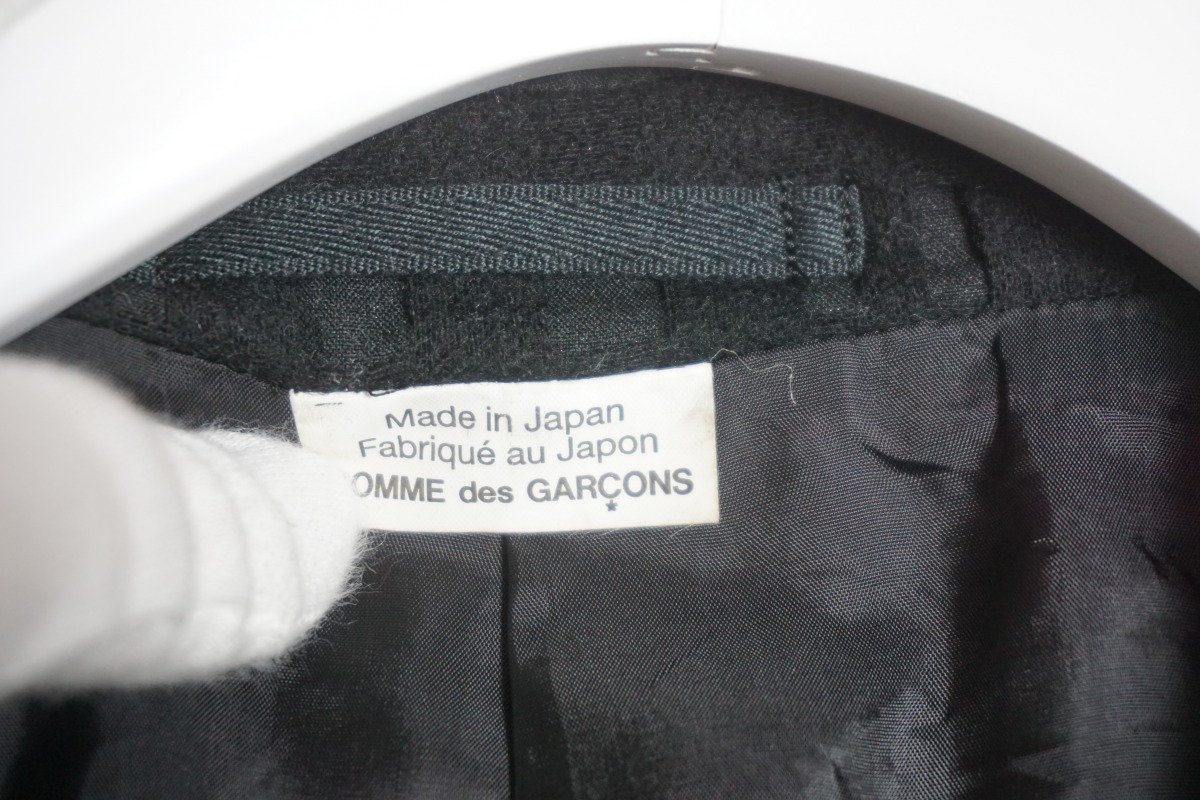 Made in Japan
Fabriqué au Japon
OMME des GARÇONS